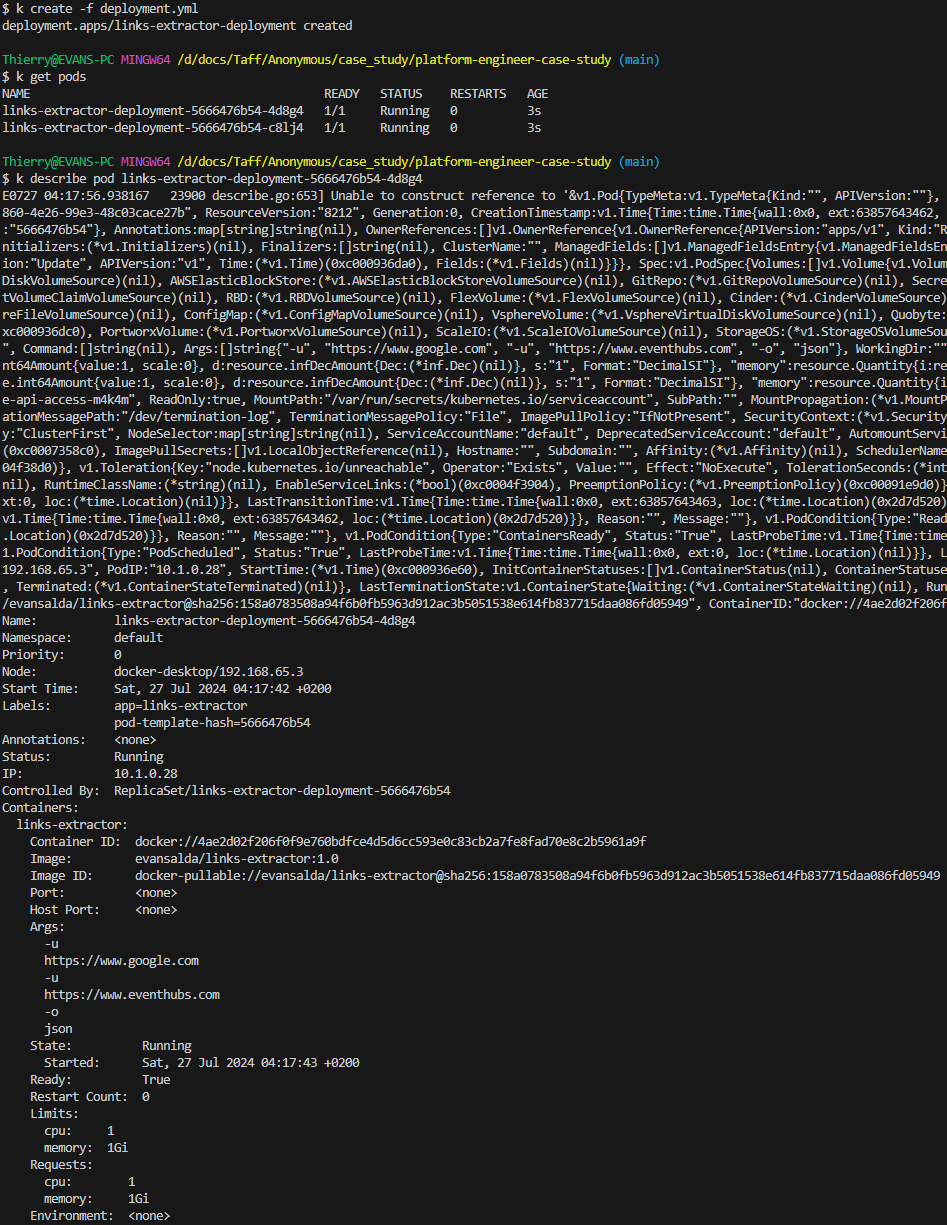 $ k create -f deployment.yml
deployment.apps/links-extractor-deployment created
Thierry@EVANS-PC MINGW64 /d/docs/Taff/Anonymous/case_study/platform-engineer-case-study (main)
$ k get pods
NAME READY STATUS RESTARTS AGE
links-extractor-deployment-5666476b54-4d8g4 1/1 Running 0 3s
links-extractor-deployment-5666476b54-c8lj4 1/1 Running 0 3s
Thierry@EVANS-PC MINGW64 /d/docs/Taff/Anonymous/case_study/platform-engineer-case-study (main)
$ k describe pod links-extractor-deployment-5666476b54-4d8g4
E0727 04:17:56.938167 23900 describe.go:653] Unable to construct reference to '&v1.Pod{TypeMeta:v1.TypeMeta{Kind:"", APIVersion:""},
860-4e26-99e3-48c03cace27b", ResourceVersion:"8212", Generation:0, CreationTimestamp:v1.Time{Time:time.Time{wall:0x0, ext:63857643462,
:"5666476b54"}, Annotations:map[string]string(nil), OwnerReferences:[]v1.OwnerReference{v1.OwnerReference{APIVersion:"apps/v1", Kind:"R
nitializers:(*v1.Initializers)(nil), Finalizers:[]string(nil), ClusterName:"", ManagedFields:[]v1.ManagedFieldsEntry{v1.ManagedFieldsEn
ion:"Update", APIVersion:"v1", Time:(*v1.Time)(0xc000936da0), Fields:(*v1.Fields)(nil)}}}, Spec:v1.PodSpec{Volumes:[]v1.Volume{v1.Volum
DiskVolumeSource)(nil), AWSElasticBlockStore:(*v1.AWSElasticBlockStoreVolumeSource)(nil), GitRepo:(*v1.GitRepoVolumeSource)(nil), Secre
tVolumeClaimVolumeSource)(nil), RBD:(*v1.RBDVolumeSource)(nil), FlexVolume:(*v1.FlexVolumeSource)(nil), Cinder:(*v1.CinderVolumeSource)
reFileVolumeSource)(nil), ConfigMap:(*v1.ConfigMapVolumeSource)(nil), VsphereVolume:(*v1.VsphereVirtualDiskVolumeSource)(nil), Quobyte:
xc000936dc0), PortworxVolume:(*v1.PortworxVolumeSource)(nil), ScaleIO:(*v1.ScaleIOVolumeSource)(nil), StorageOS:(*v1.StorageOSVolumeSou
", Command:[]string(nil), Args:[]string{"-u", "https://www.google.com", "-u", "https://www.eventhubs.com", "-o", "json"}, WorkingDir:""
nt64Amount{value:1, scale:0}, d:resource.infDecAmount{Dec:(*inf.Dec)(nil)}, s:"1", Format:"DecimalSI"}, "memory":resource.Quantity{i:re
e.int64Amount{value:1, scale:0}, d:resource.infDecAmount{Dec:(*inf.Dec)(nil)}, s:"1", Format:"DecimalSI"}, "memory":resource.Quantity{i
e-api-access-m4k4m", ReadOnly:true, MountPath:"/var/run/secrets/kubernetes.io/serviceaccount", SubPath:"", MountPropagation:(*v1.MountP
ationMessagePath:"/dev/termination-log", TerminationMessagePolicy:"File", ImagePullPolicy:"IfNotPresent", SecurityContext:(*v1.Security
y:"ClusterFirst", NodeSelector:map[string]string(nil), ServiceAccountName:"default", DeprecatedServiceAccount:"default", AutomountServi
(0xc0007358c0), ImagePullSecrets:[]v1.LocalObjectReference(nil), Hostname:"", Subdomain:"", Affinity:(*v1.Affinity)(nil), SchedulerName
04f38d0)}, v1.Toleration{Key:"node.kubernetes.io/unreachable", Operator:"Exists", Value:"", Effect:"NoExecute", TolerationSeconds:(*int
nil), RuntimeClassName:(*string)(nil), EnableServiceLinks:(*bool)(0xc0004f3904), PreemptionPolicy:(*v1.PreemptionPolicy)(0xc00091e9d0)}
xt:0, loc:(*time.Location)(nil)}}, LastTransitionTime:v1.Time{Time:time.Time{wall:0x0, ext:63857643463, loc:(*time.Location)(0x2d7d520)
v1.Time{Time:time.Time{wall:0x0, ext:63857643462, loc:(*time.Location)(0x2d7d520)}}, Reason:"", Message:""}, v1.PodCondition{Type:"Read
.Location)(0x2d7d520)}}, Reason:"", Message:""}, v1.PodCondition{Type:"ContainersReady", Status:"True", LastProbeTime:v1.Time{Time:time
1.PodCondition{Type:"PodScheduled", Status:"True", LastProbeTime:v1.Time{Time:time.Time{wall:0x0, ext:0, loc:(*time.Location)(nil)}}, L
192.168.65.3", PodIP:"10.1.0.28", StartTime:(*v1.Time)(0xc000936e60), InitContainerStatuses:[]v1.ContainerStatus(nil), ContainerStatuse
, Terminated:(*v1.ContainerStateTerminated)(nil)}, LastTerminationState:v1.ContainerState{Waiting:(*v1.ContainerStateWaiting)(nil), Run
/evansalda/links-extractor@sha256:158a0783508a94f6b0fb5963d912ac3b5051538e614fb837715daa086fd05949", ContainerID:"docker://4ae2d02f206f
Name: links-extractor-deployment-5666476b54-4d8g4
Namespace: default
Priority: 0
Node: docker-desktop/192.168.65.3
Start Time: Sat, 27 Jul 2024 04:17:42 +0200
Labels: app=links-extractor
pod-template-hash=5666476b54
Annotations: <none>
Status: Running
IP: 10.1.0.28
Controlled By: ReplicaSet/links-extractor-deployment-5666476b54
Containers:
links-extractor:
Container ID: docker://4ae2d02f206f0f9e760bdfce4d5d6cc593e0c83cb2a7fe8fad70e8c2b5961a9f
Image: evansalda/links-extractor:1.0
Image ID: docker-pullable://evansalda/links-extractor@sha256:158a0783508a94f6b0fb5963d912ac3b5051538e614fb837715daa086fd05949
Port: <none>
Host Port: <none>
Args:
-u
https://www.google.com
-u
https://www.eventhubs.com
-o
json
State: Running
Started: Sat, 27 Jul 2024 04:17:43 +0200
Ready: True
Restart Count: 0
Limits:
cpu: 1
memory: 1Gi
Requests:
cpu: 1
memory: 1Gi
Environment: <none>